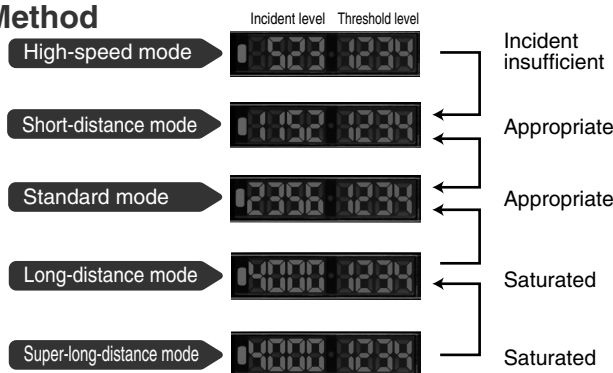 Method
Incident level Threshold level
High-speed mode 523 1234 Incident
insufficient
Short-distance mode 1152 1234 Appropriate
Standard mode 2356 1234 Appropriate
Long-distance mode 4000 1234 Saturated
Super-long-distance mode 4000 1234 Saturated